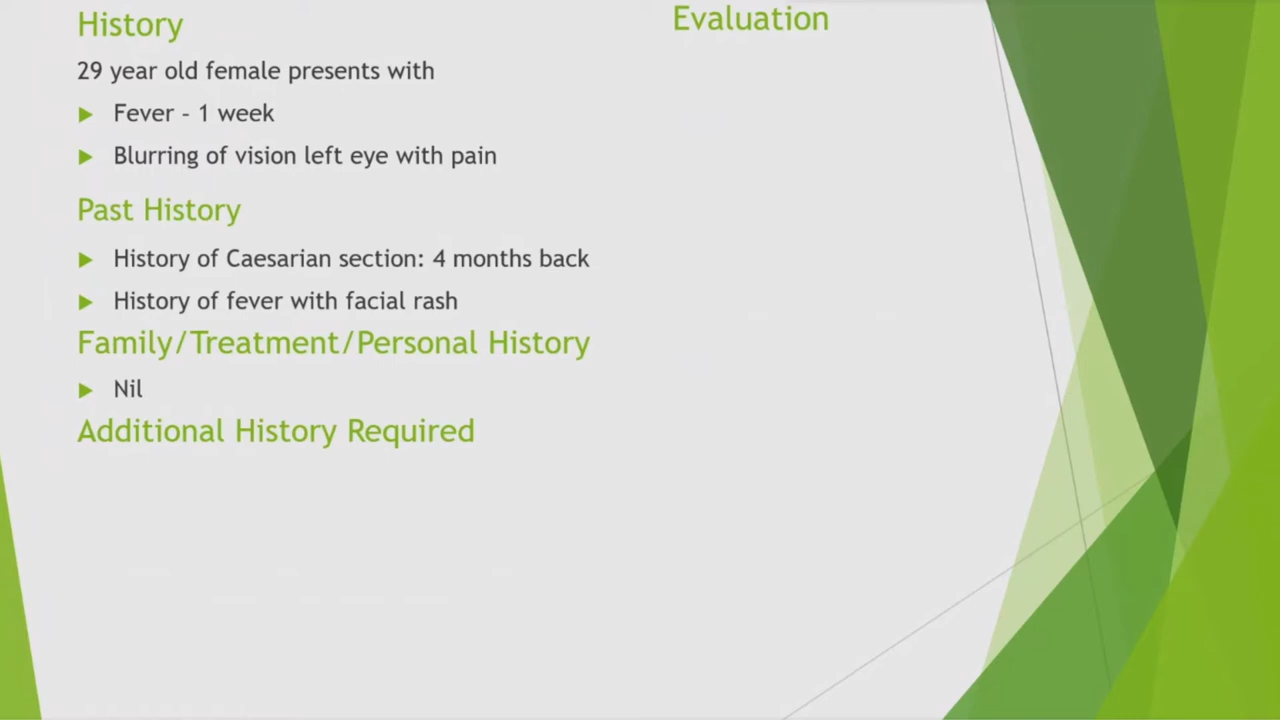 History
29 year old female presents with
Fever - 1 week
Blurring of vision left eye with pain
Past History
History of Caesarian section: 4 months back
History of fever with facial rash
Family/Treatment/Personal History
Nil
Additional History Required
Evaluation